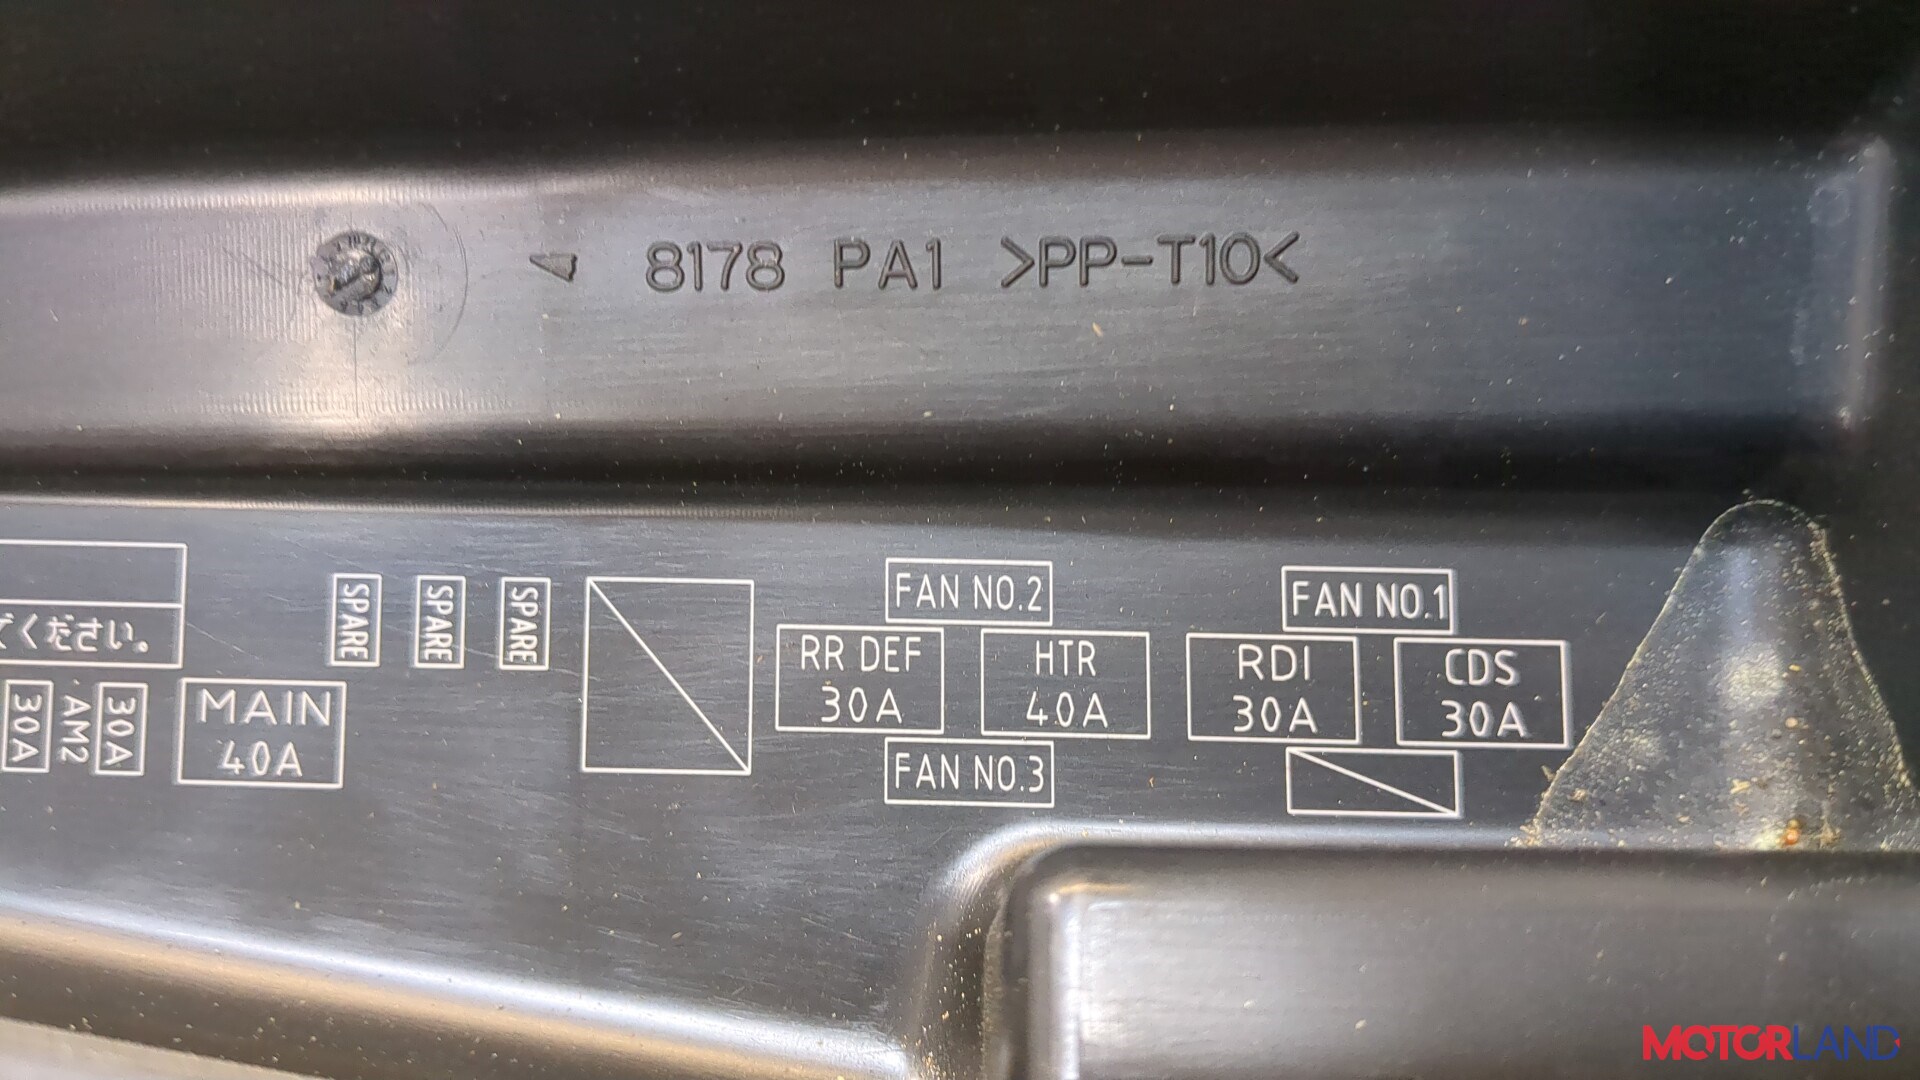 8178 PA1 >PP-T10<
ください。
SPARE
SPARE
SPARE
FAN NO.2
FAN NO.1
RR DEF
30A
HTR
40A
RDI
30A
CDS
30A
30A
AM2
30A
MAIN
40A
FAN NO.3
MOTORLAND